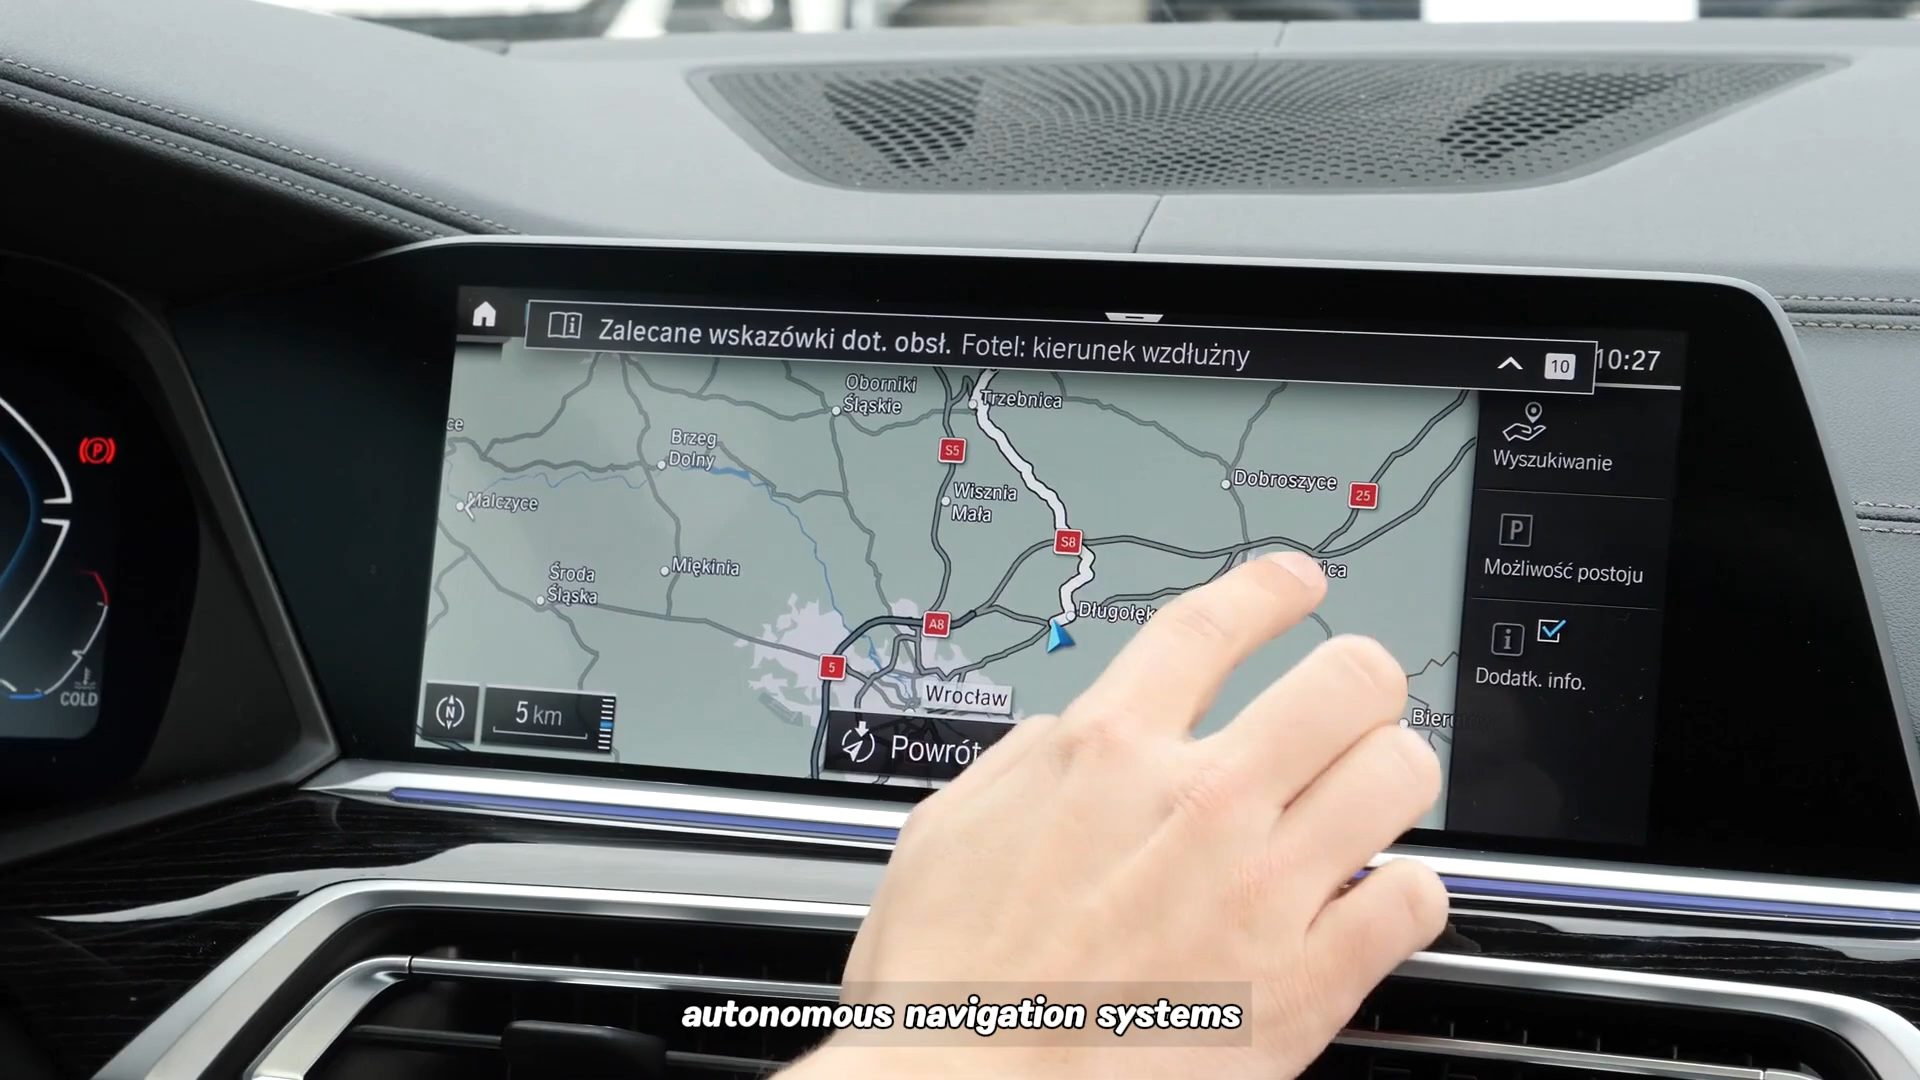 Zalecane wskazówki dot. obsł. Fotel: kierunek wzdłużny
10
10:27
Oborniki
Śląskie
Trzebnica
Brzeg
Dolny
S5
Dobroszyce
25
Wisznia
Mała
Malczyce
S8
Miękinia
Środa
Śląska
A8
5
Wrocław
N
5 km
Powrót
Wyszukiwanie
P
Możliwość postoju
Dodatk. info.
P
COLD
autonomous navigation systems